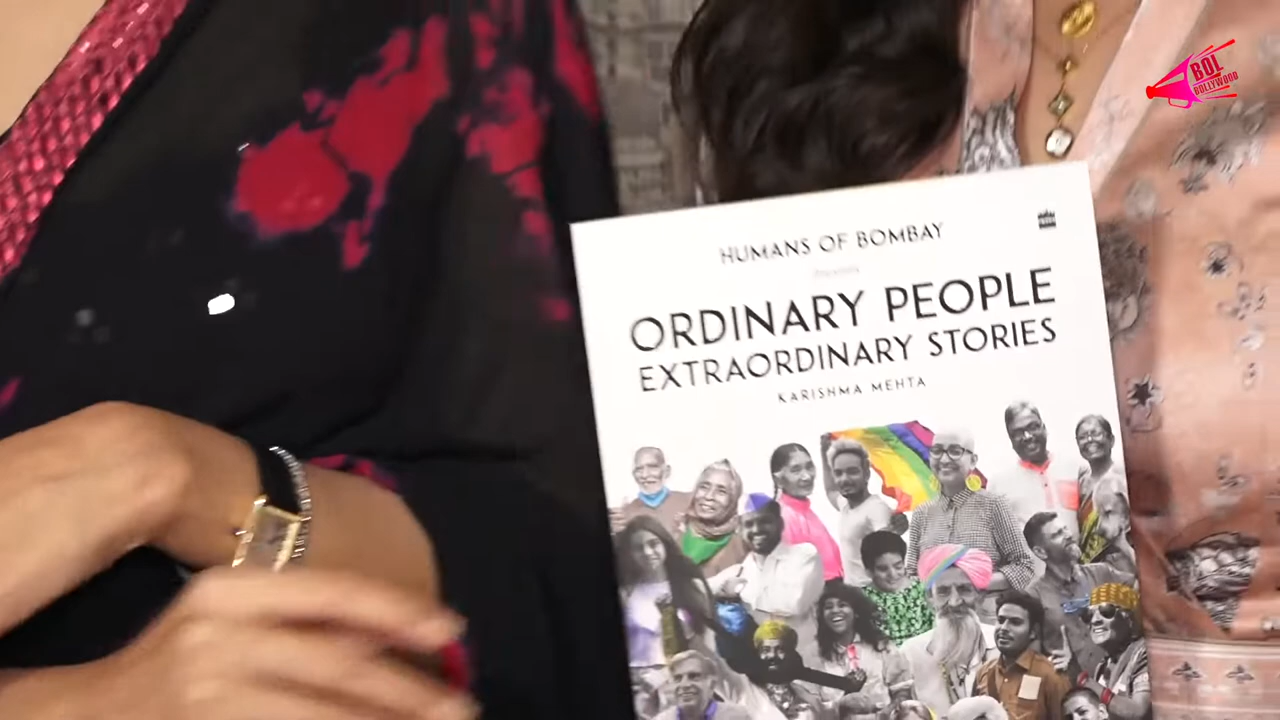 BOL
BOLLYWOOD
HUMANS OF BOMBAY
ORDINARY PEOPLE
EXTRAORDINARY STORIES
KARISHMA MEHTA